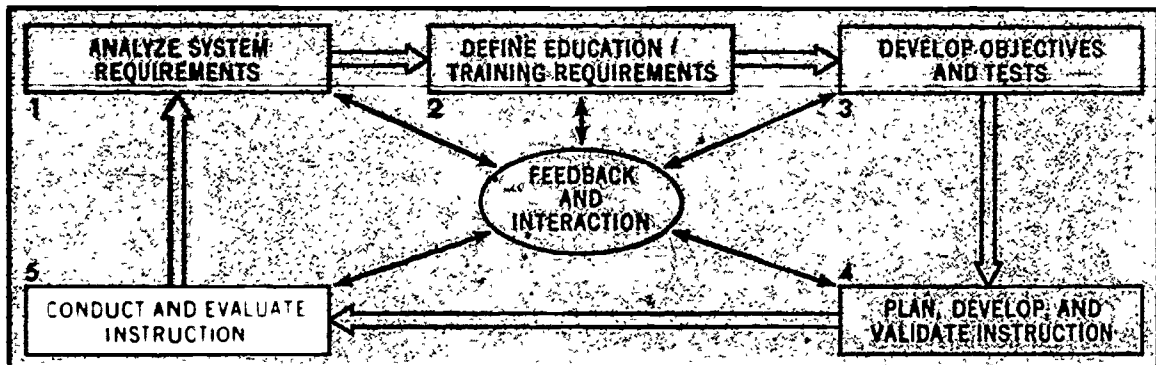 ANALYZE SYSTEM
REQUIREMENTS
1
DEFINE EDUCATION /
TRAINING REQUIREMENTS
2
DEVELOP OBJECTIVES
AND TESTS
3
FEEDBACK
AND
INTERACTION
5
CONDUCT AND EVALUATE
INSTRUCTION
4
PLAN, DEVELOP, AND
VALIDATE INSTRUCTION